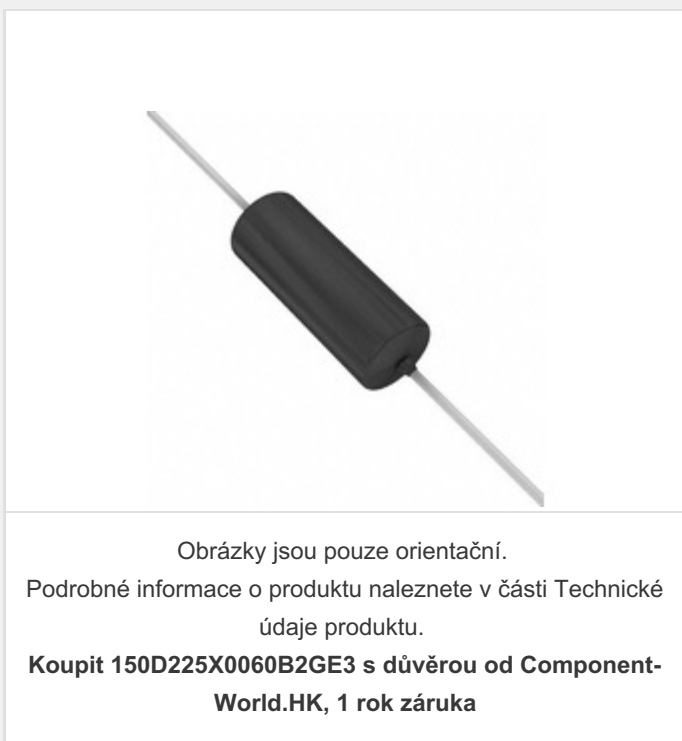 Obrázky jsou pouze orientační.
Podrobné informace o produktu naleznete v části Technické
údaje produktu.
Koupit 150D225X0060B2GE3 s důvěrou od Component-
World.HK, 1 rok záruka